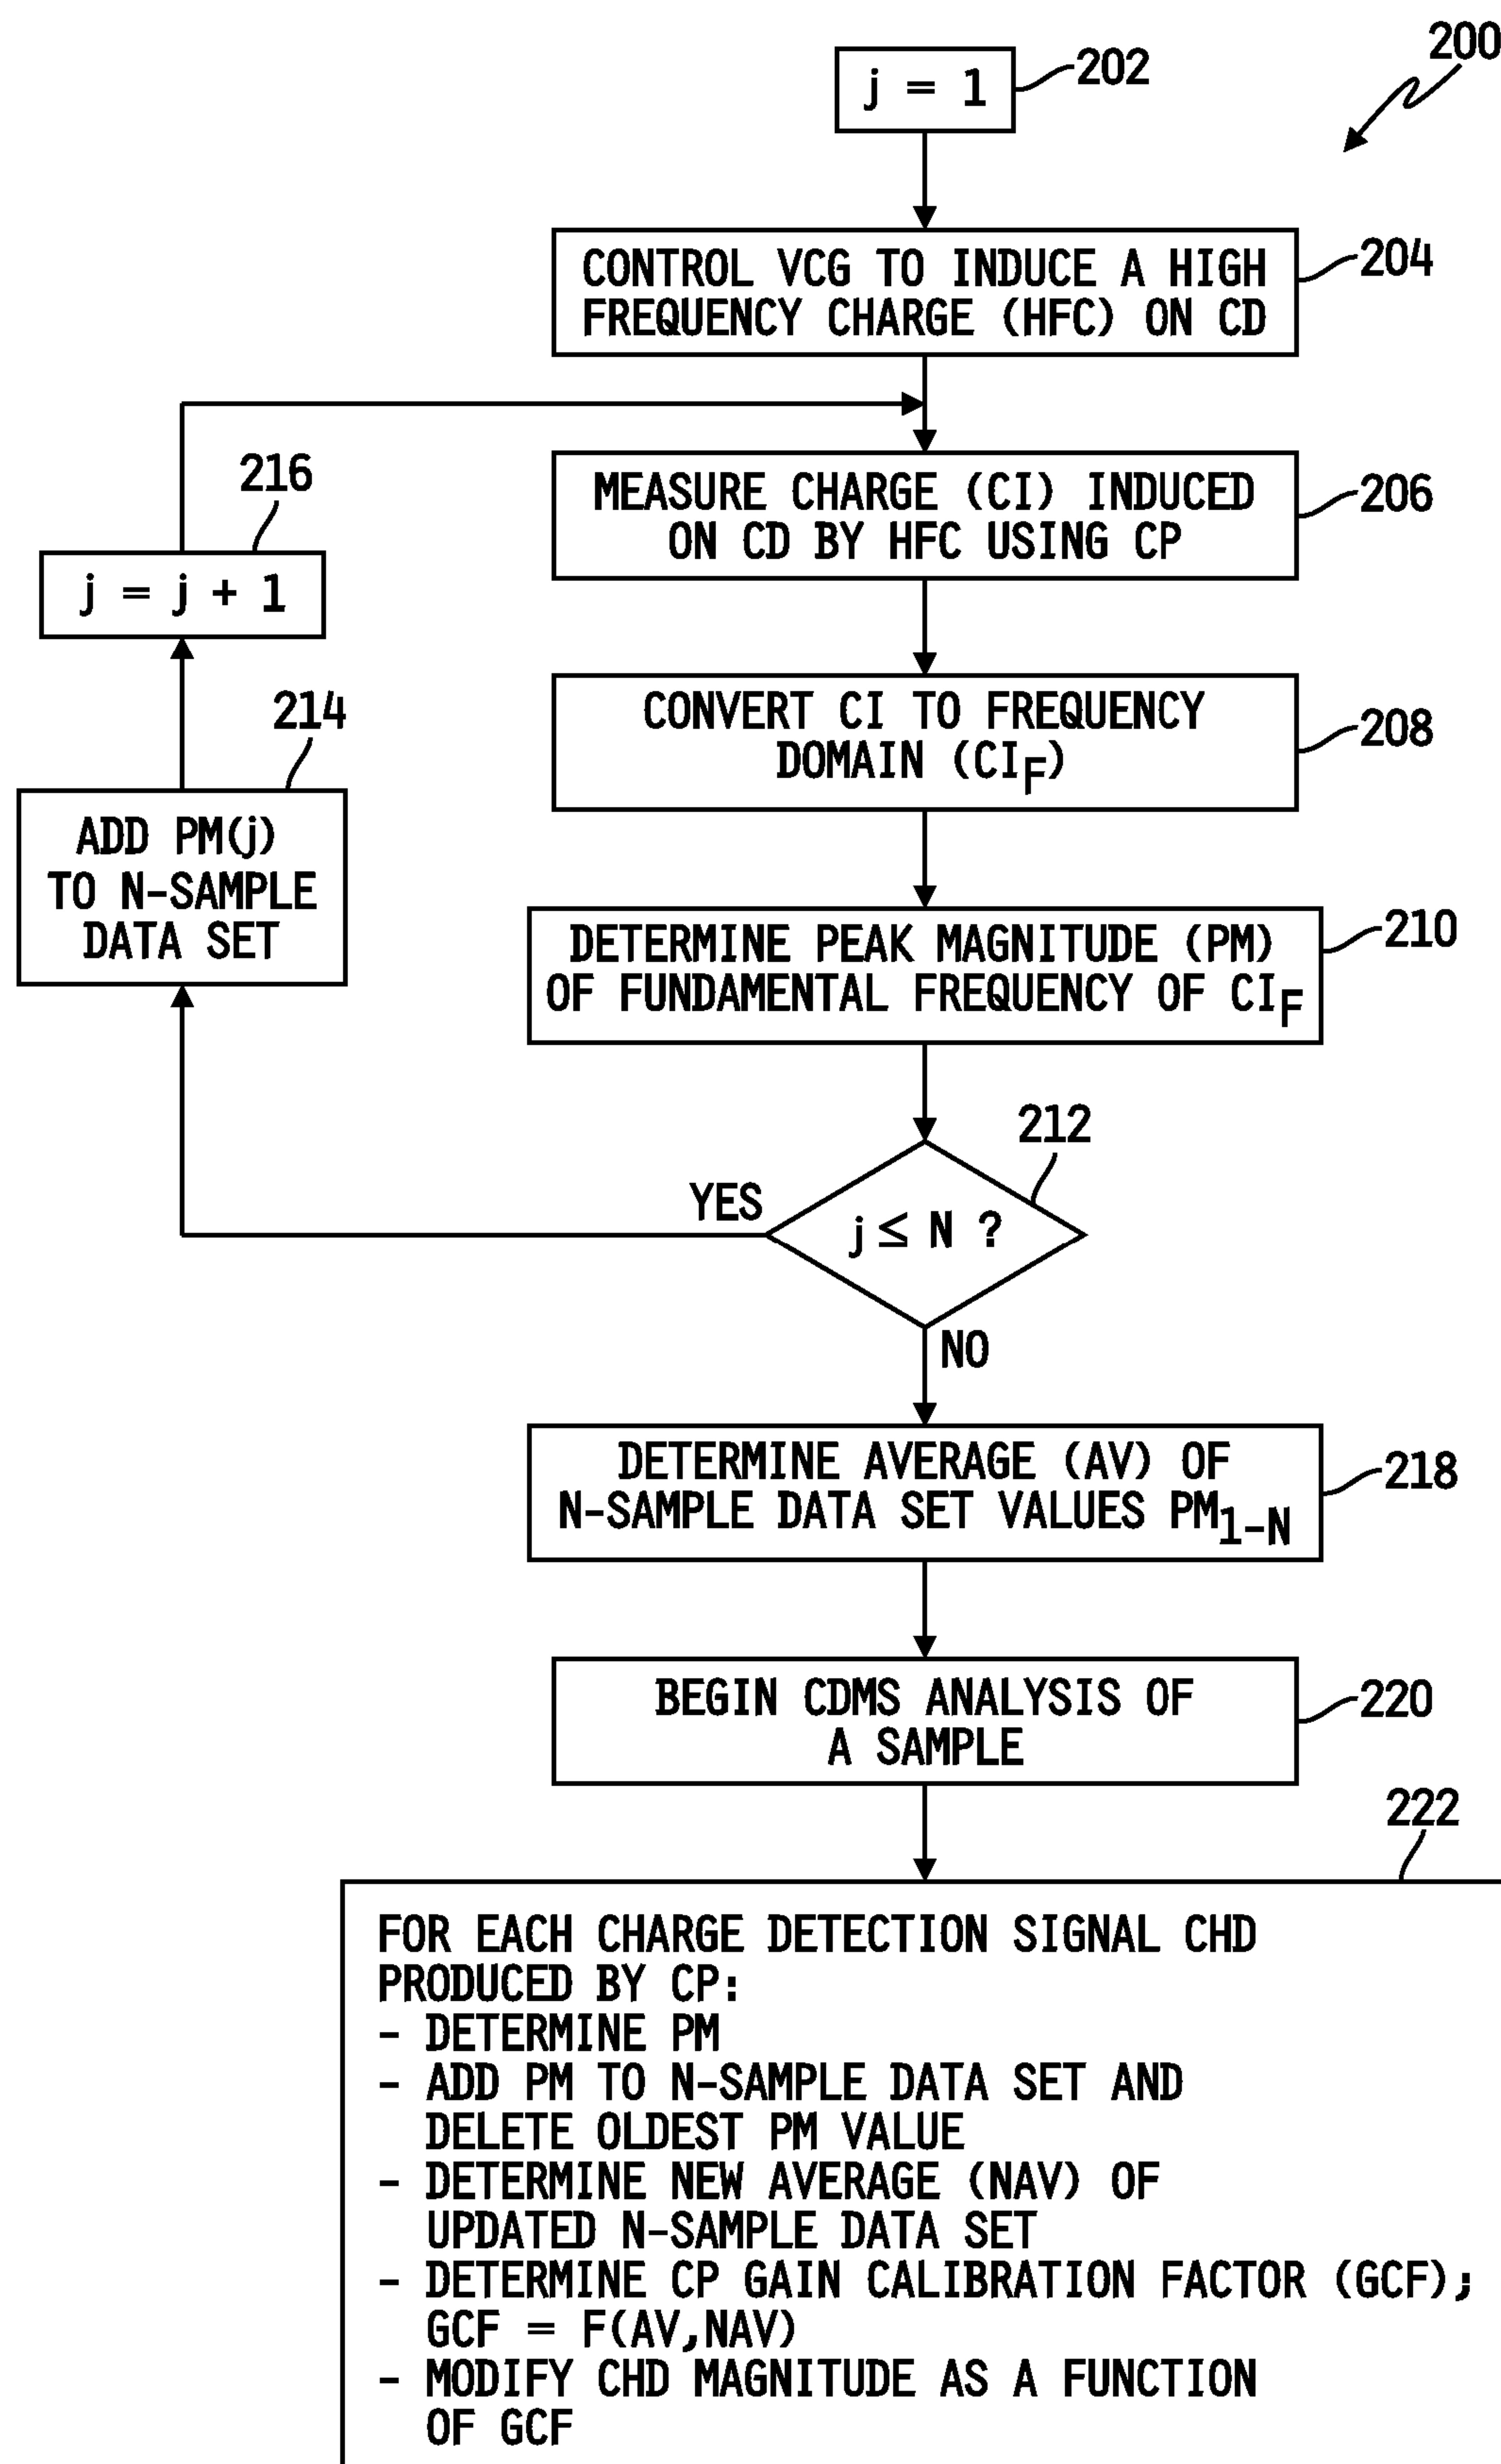 200
j = 1
202
CONTROL VCG TO INDUCE A HIGH
FREQUENCY CHARGE (HFC) ON CD
204
MEASURE CHARGE (CI) INDUCED
ON CD BY HFC USING CP
206
216
j = j + 1
CONVERT CI TO FREQUENCY
DOMAIN (CI_F)
208
214
ADD PM(j)
TO N-SAMPLE
DATA SET
DETERMINE PEAK MAGNITUDE (PM)
OF FUNDAMENTAL FREQUENCY OF CI_F
210
212
YES
j ≤ N ?
NO
DETERMINE AVERAGE (AV) OF
N-SAMPLE DATA SET VALUES PM_1-N
218
BEGIN CDMS ANALYSIS OF
A SAMPLE
220
222
FOR EACH CHARGE DETECTION SIGNAL CHD
PRODUCED BY CP:
- DETERMINE PM
- ADD PM TO N-SAMPLE DATA SET AND
DELETE OLDEST PM VALUE
- DETERMINE NEW AVERAGE (NAV) OF
UPDATED N-SAMPLE DATA SET
- DETERMINE CP GAIN CALIBRATION FACTOR (GCF);
GCF = F(AV,NAV)
- MODIFY CHD MAGNITUDE AS A FUNCTION
OF GCF